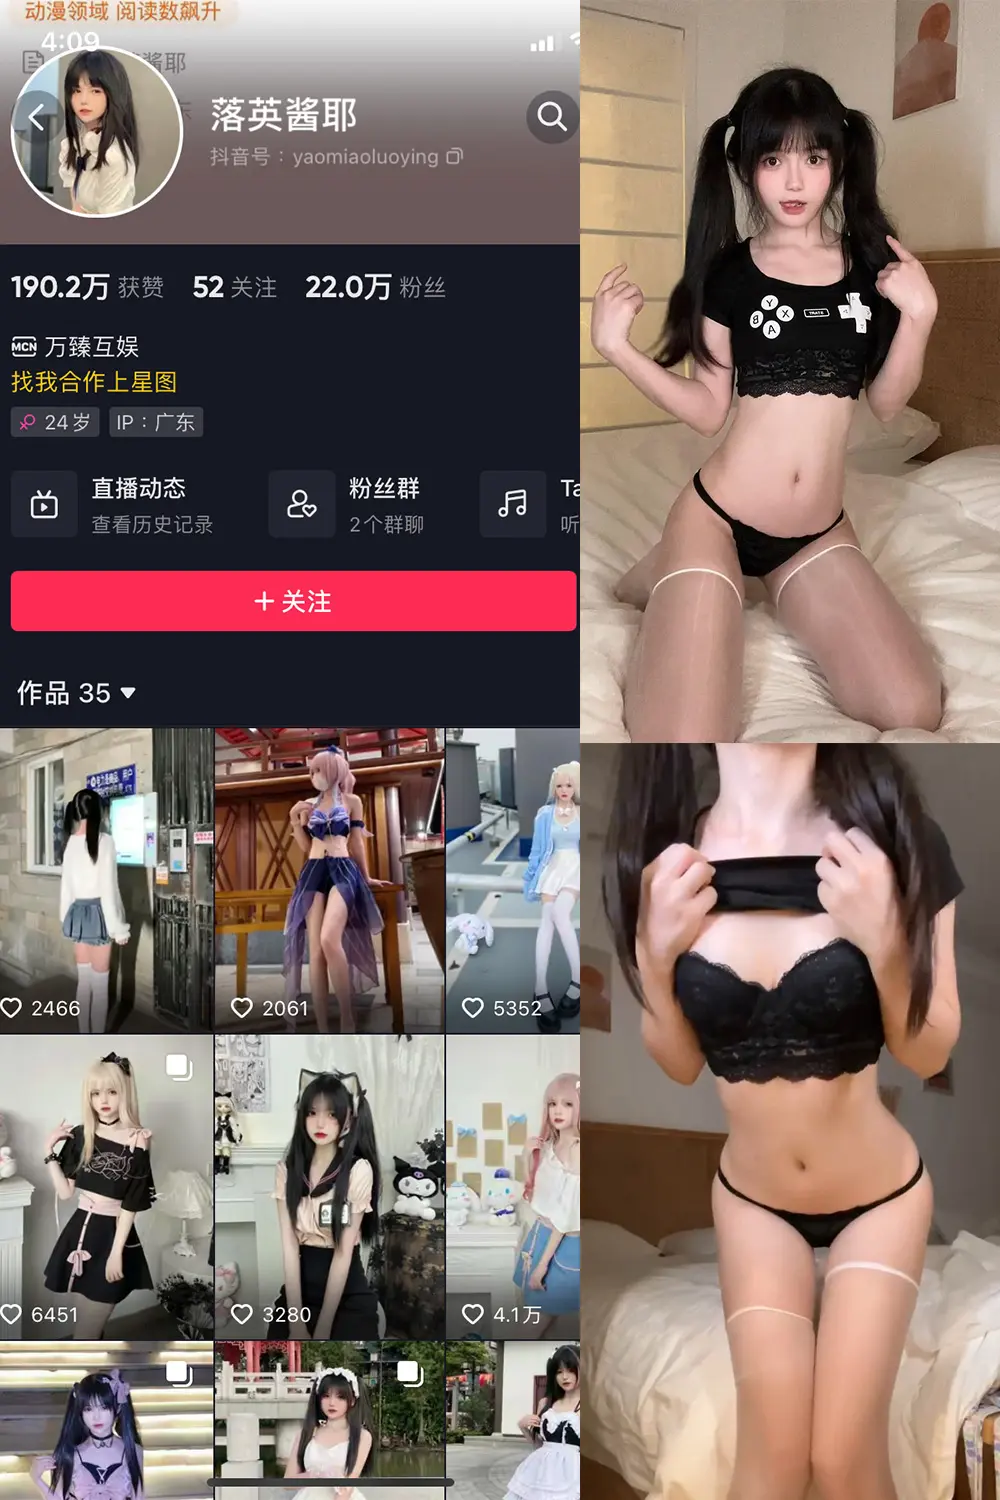 动漫领域 阅读数飙升
4:09
落英酱耶
抖音号：yaomiaoluoying
190.2万 获赞 52 关注 22.0万 粉丝
MCN 万臻互娱
找我合作上星图
24岁 IP：广东
直播动态 粉丝群 Ta
查看历史记录 2个群聊 听
+ 关注
作品 35
2466 2061 5352
6451 3280 4.1万
Y
B X
A